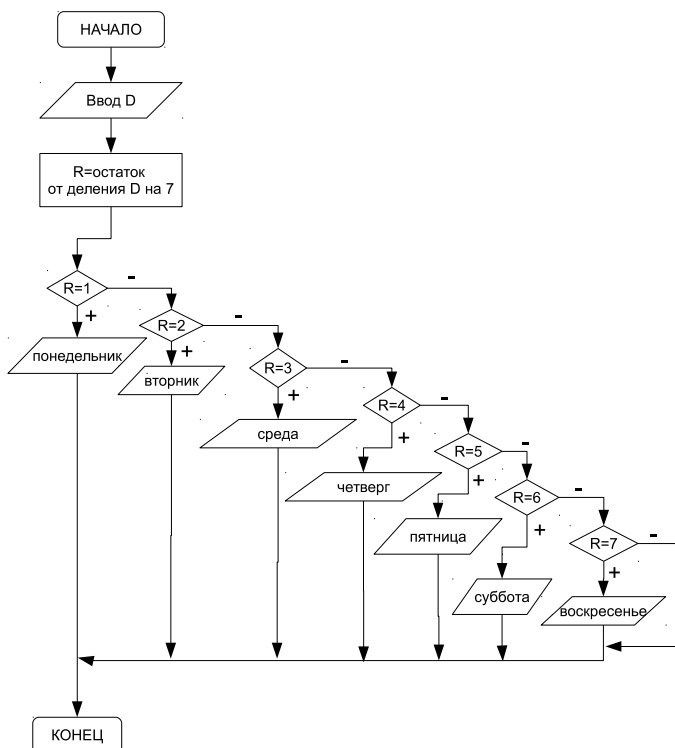 НАЧАЛО
Ввод D
R=остаток
от деления D на 7
R=1
-
+
понедельник
R=2
-
+
вторник
R=3
-
+
среда
R=4
-
+
четверг
R=5
-
+
пятница
R=6
-
+
суббота
R=7
-
+
воскресенье
КОНЕЦ